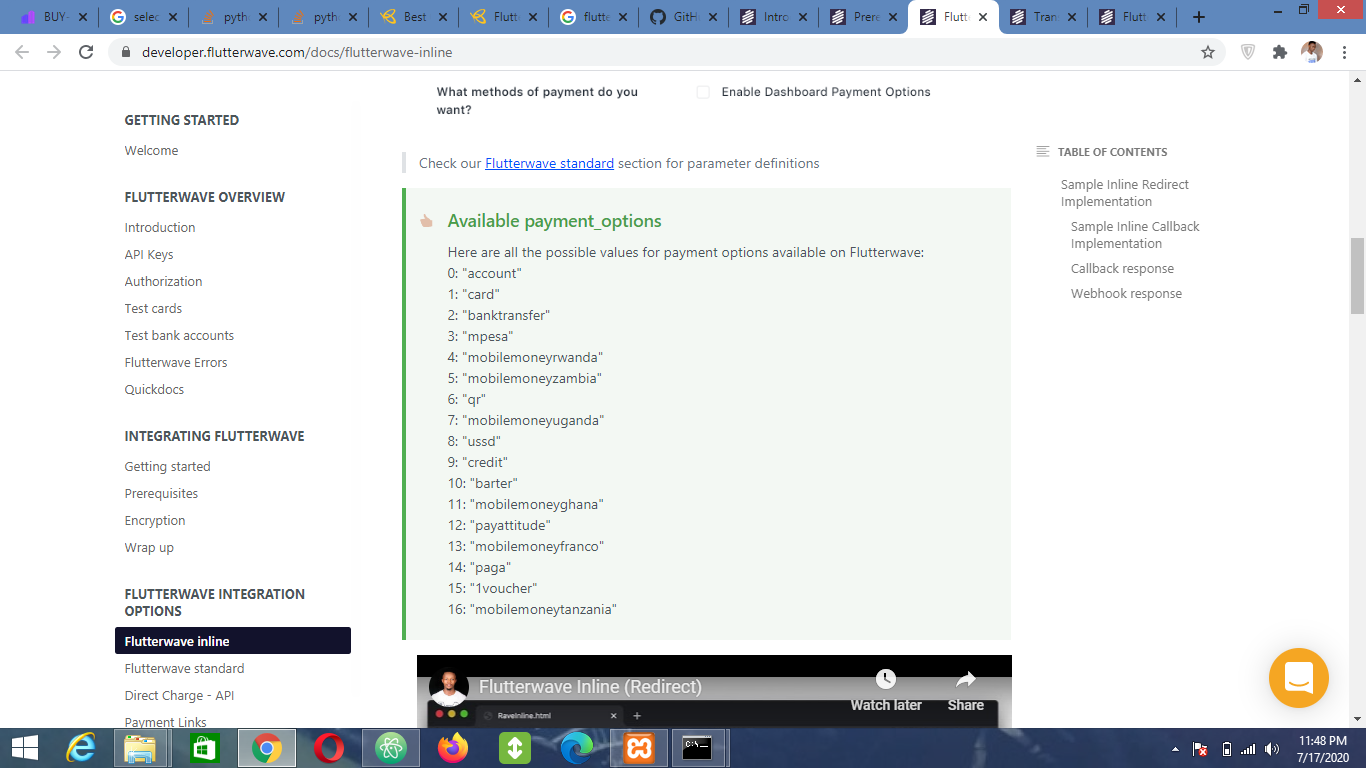 BUY-
selec
pytho
pytho
Best
Flutt
flutte
GitH
Intro
Prere
Flutt
Tran
Flutt
developer.flutterwave.com/docs/flutterwave-inline
GETTING STARTED
Welcome
FLUTTERWAVE OVERVIEW
Introduction
API Keys
Authorization
Test cards
Test bank accounts
Flutterwave Errors
Quickdocs
INTEGRATING FLUTTERWAVE
Getting started
Prerequisites
Encryption
Wrap up
FLUTTERWAVE INTEGRATION
OPTIONS
Flutterwave inline
Flutterwave standard
Direct Charge - API
Payment Links
What methods of payment do you
want?
Enable Dashboard Payment Options
Check our Flutterwave standard section for parameter definitions
Available payment_options
Here are all the possible values for payment options available on Flutterwave:
0: "account"
1: "card"
2: "banktransfer"
3: "mpesa"
4: "mobilemoneyrwanda"
5: "mobilemoneyzambia"
6: "qr"
7: "mobilemoneyuganda"
8: "ussd"
9: "credit"
10: "barter"
11: "mobilemoneyghana"
12: "payattitude"
13: "mobilemoneyfranco"
14: "paga"
15: "1voucher"
16: "mobilemoneytanzania"
Flutterwave Inline (Redirect)
Watch later
Share
RaveInline.html
TABLE OF CONTENTS
Sample Inline Redirect
Implementation
Sample Inline Callback
Implementation
Callback response
Webhook response
C:\_
11:48 PM
7/17/2020